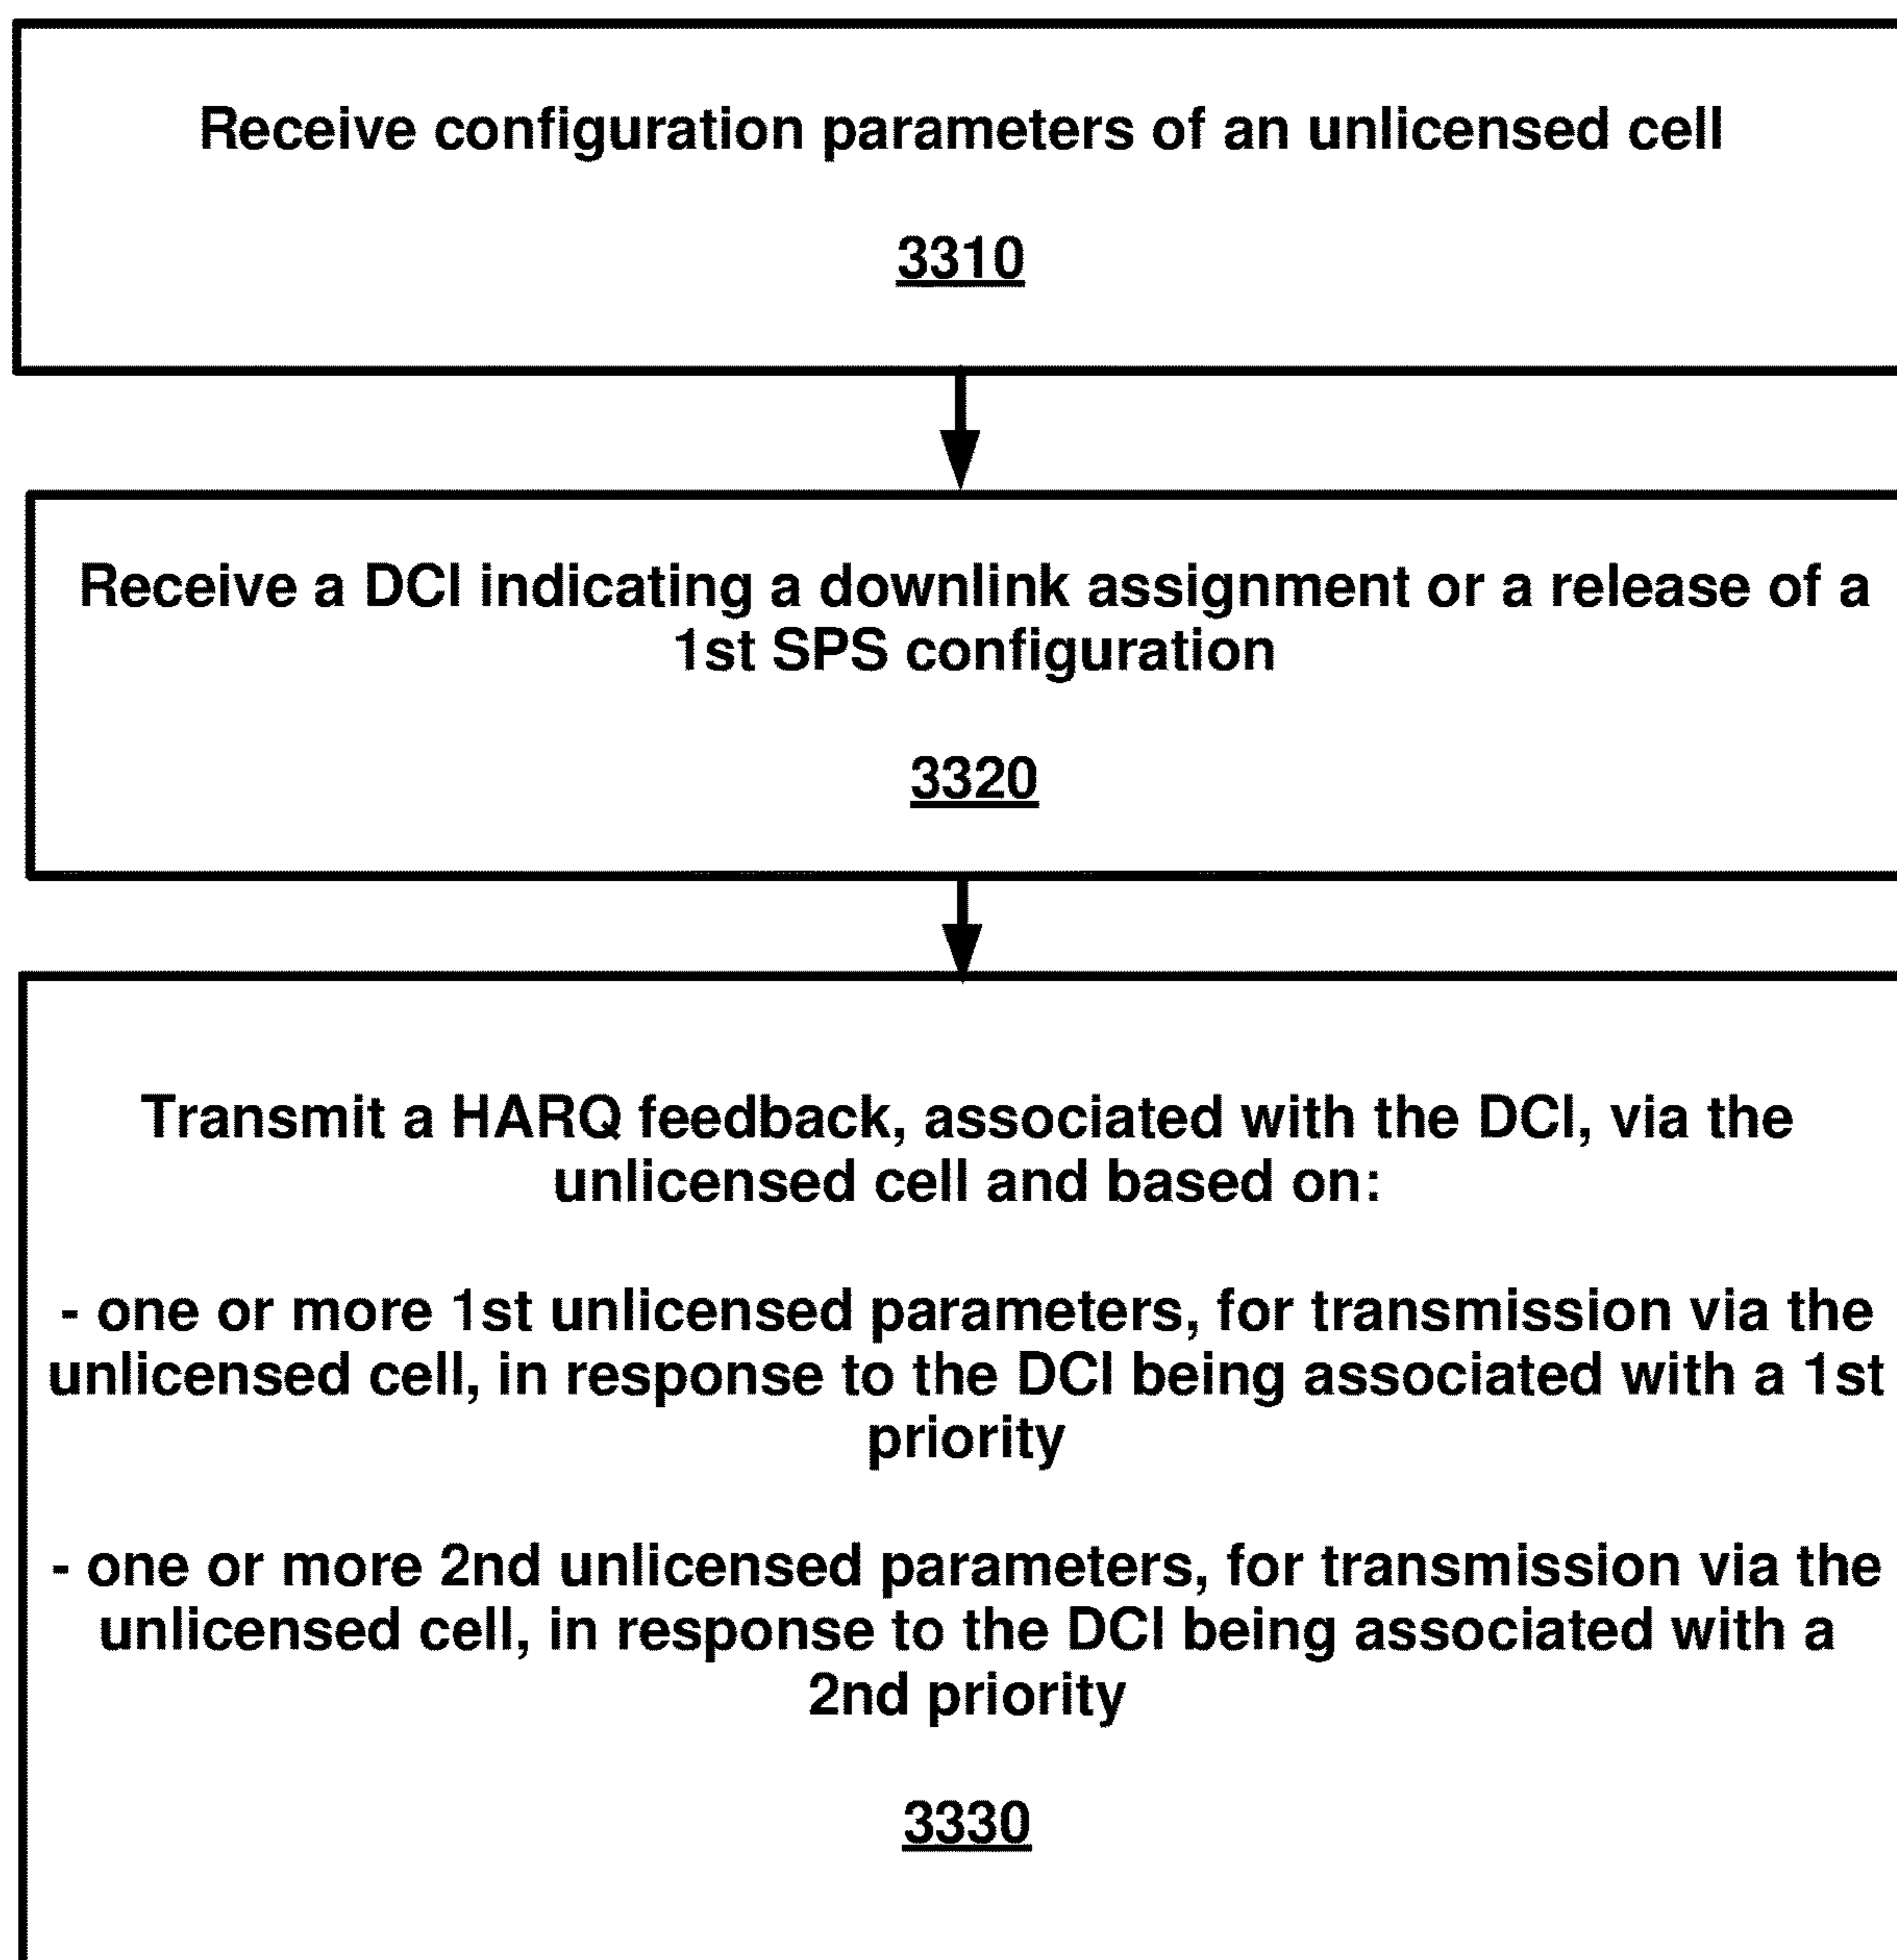 Receive configuration parameters of an unlicensed cell
3310
Receive a DCI indicating a downlink assignment or a release of a
1st SPS configuration
3320
Transmit a HARQ feedback, associated with the DCI, via the
unlicensed cell and based on:
- one or more 1st unlicensed parameters, for transmission via the
unlicensed cell, in response to the DCI being associated with a 1st
priority
- one or more 2nd unlicensed parameters, for transmission via the
unlicensed cell, in response to the DCI being associated with a
2nd priority
3330